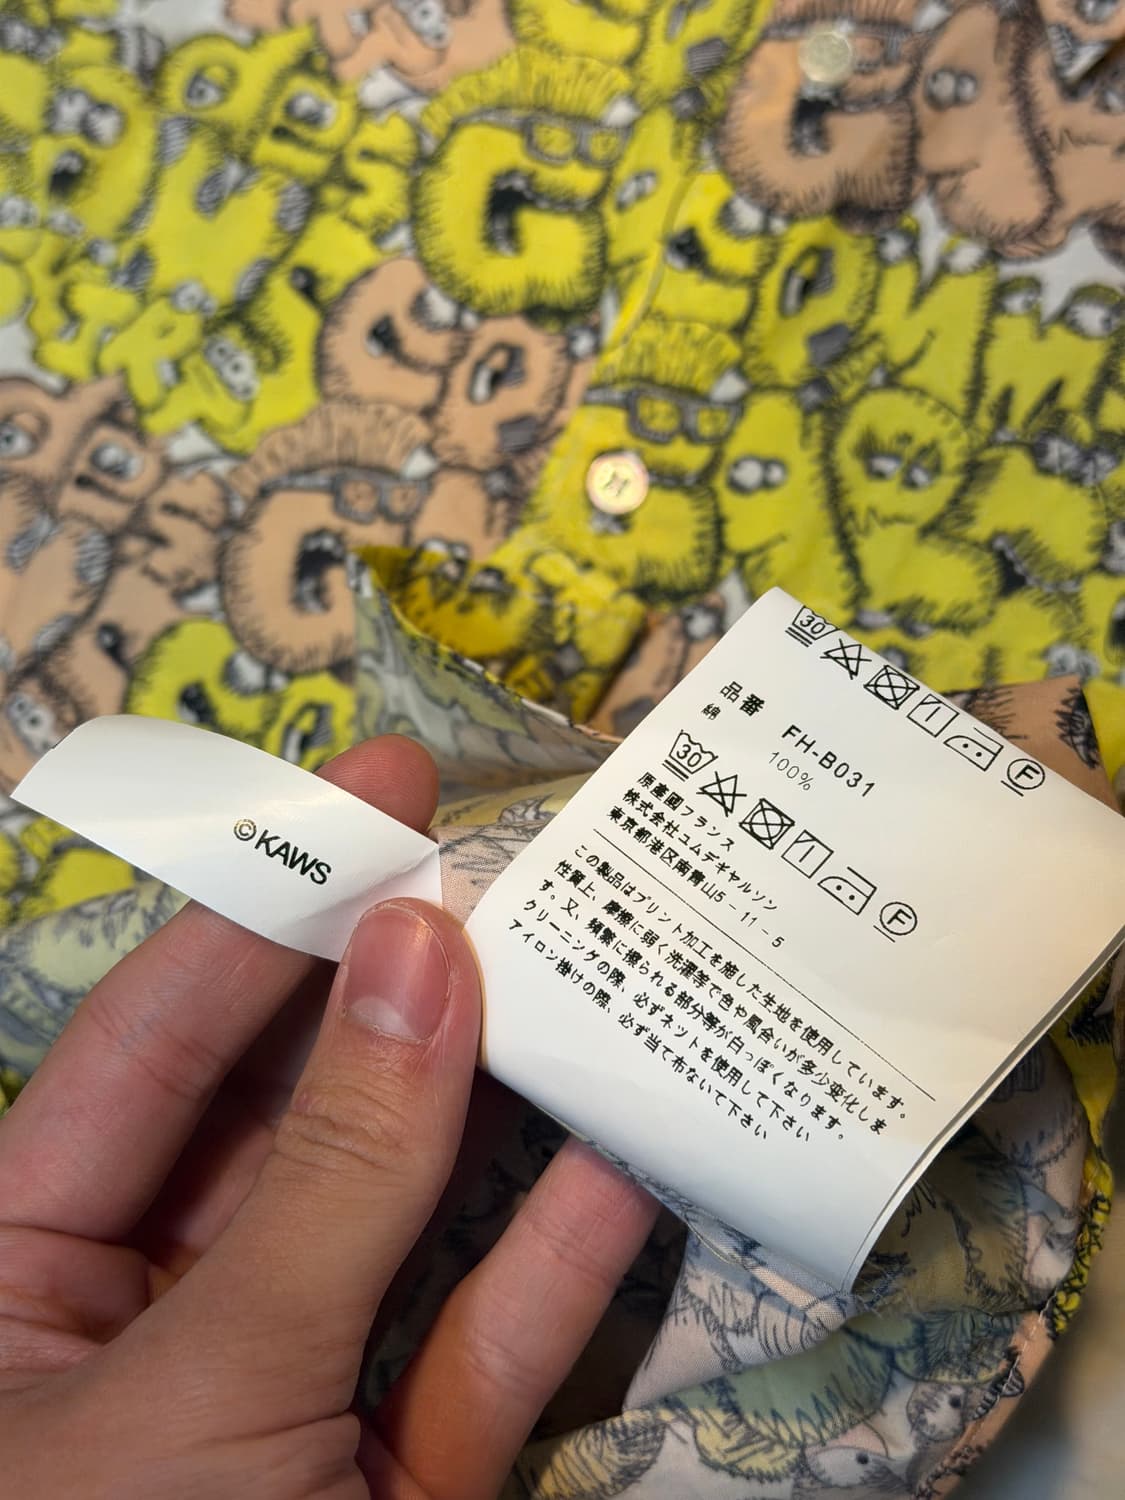 ©KAWS
30
F
品番 FH-B031
綿 100%
30
F
原産國フランス
株式会社ユムデギャルソン
東京都港区南青山5-11-5
この製品はプリント加工を施した生地を使用しています。
性質上、摩擦に弱く洗濯等で色や風合いが多少変化しま
す。又、頻繁に擦られる部分等が白っぽくなります。
クリーニングの際、必ずネットを使用して下さい
アイロン掛けの際、必ず当て布ないて下さい